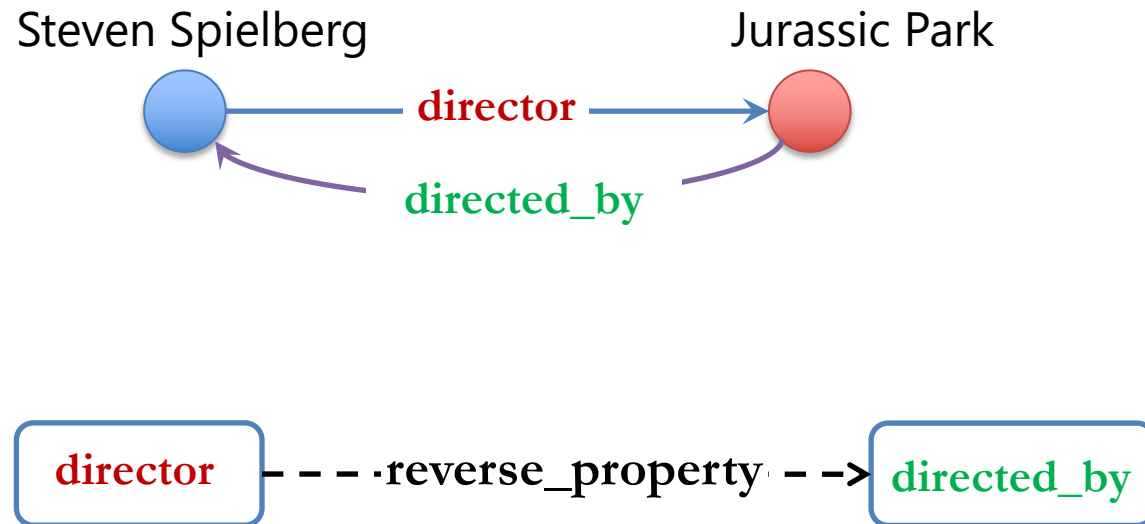 Steven Spielberg
Jurassic Park
director
directed_by
director
reverse_property
directed_by